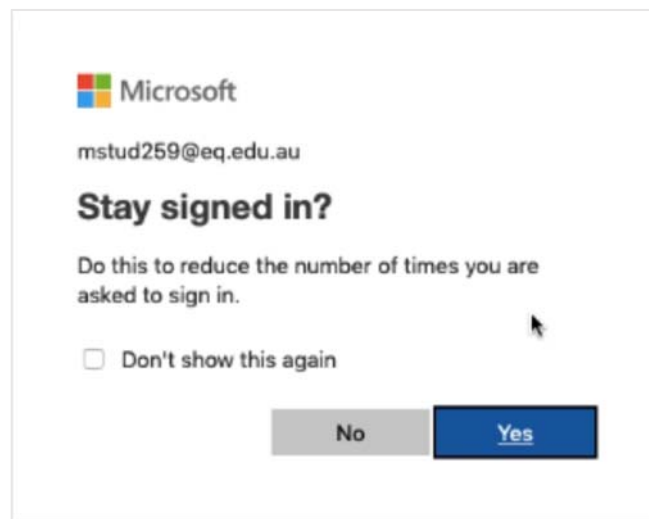 Microsoft
mstud259@eq.edu.au
Stay signed in?
Do this to reduce the number of times you are
asked to sign in.
Don't show this again
No
Yes